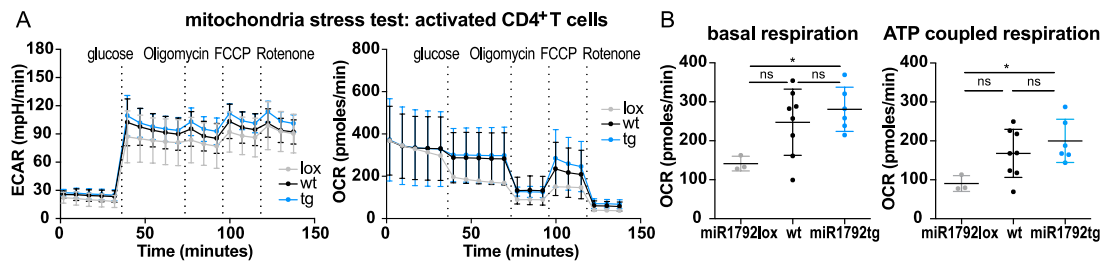 A
mitochondria stress test: activated CD4+T cells
ECAR (mpH/min)
180
150
120
90
60
30
0
glucose
Oligomycin
FCCP
Rotenone
lox
wt
tg
0
50
100
150
Time (minutes)
OCR (pmoles/min)
800
600
400
200
0
glucose
Oligomycin
FCCP
Rotenone
lox
wt
tg
0
50
100
150
Time (minutes)
B
basal respiration
OCR (pmoles/min)
400
300
200
100
0
*
ns
ns
miR1792lox
wt
miR1792tg
ATP coupled respiration
OCR (pmoles/min)
400
300
200
100
0
*
ns
ns
miR1792lox
wt
miR1792tg